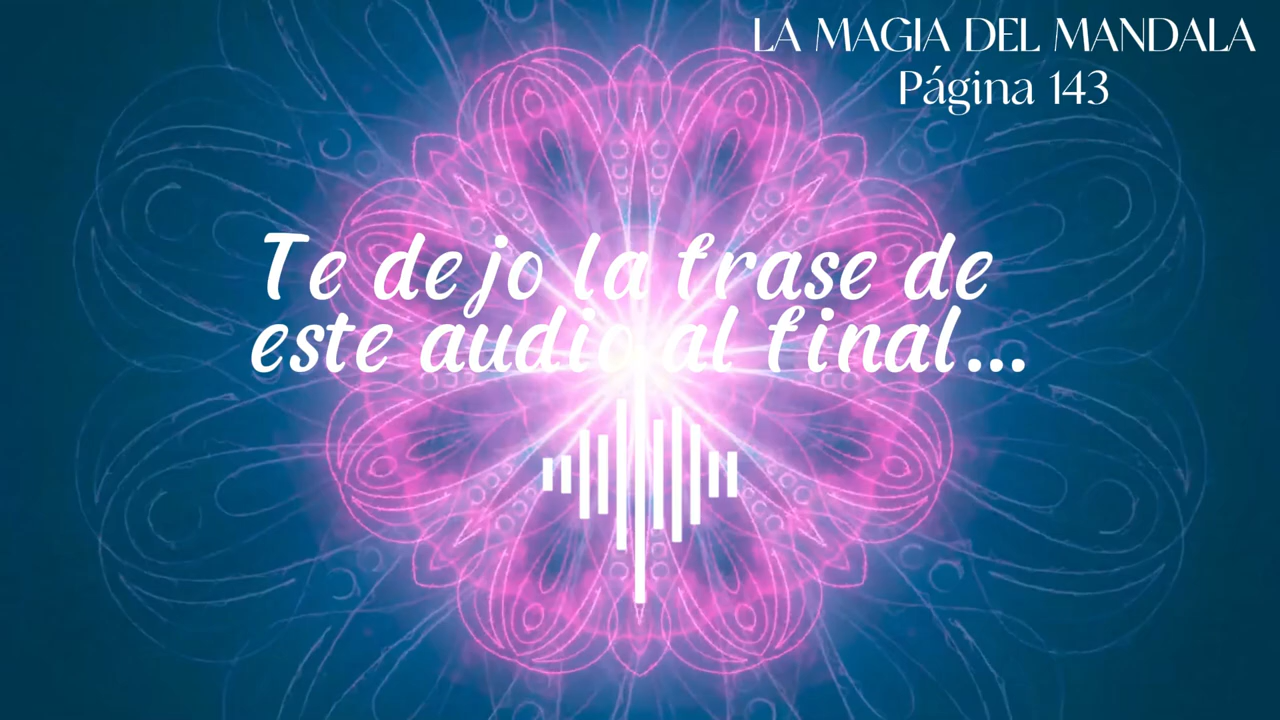 LA MAGIA DEL MANDALA
Página 143
Te dejo la frase de
este audio al final...